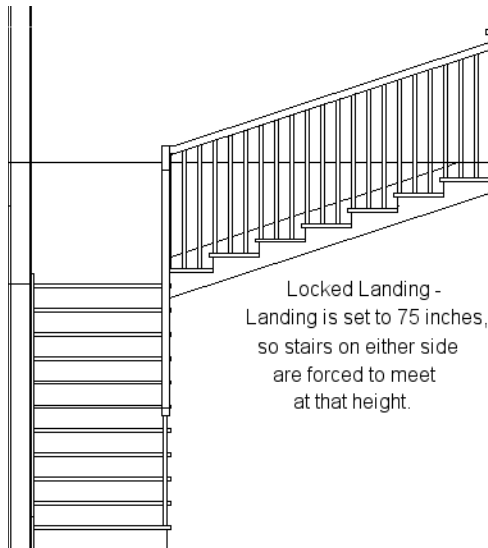 Locked Landing -
Landing is set to 75 inches,
so stairs on either side
are forced to meet
at that height.